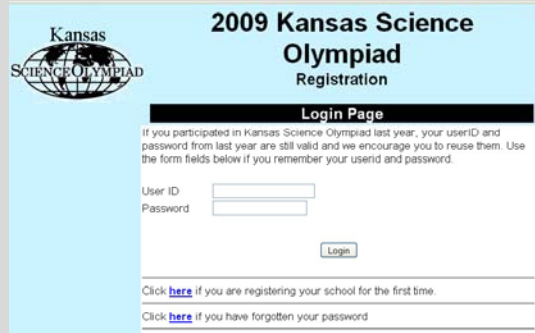 Kansas
SCIENCE OLYMPIAD
2009 Kansas Science
Olympiad
Registration
Login Page
If you participated in Kansas Science Olympiad last year, your userID and
password from last year are still valid and we encourage you to reuse them. Use
the form fields below if you remember your userid and password.
User ID
Password
Login
Click here if you are registering your school for the first time.
Click here if you have forgotten your password